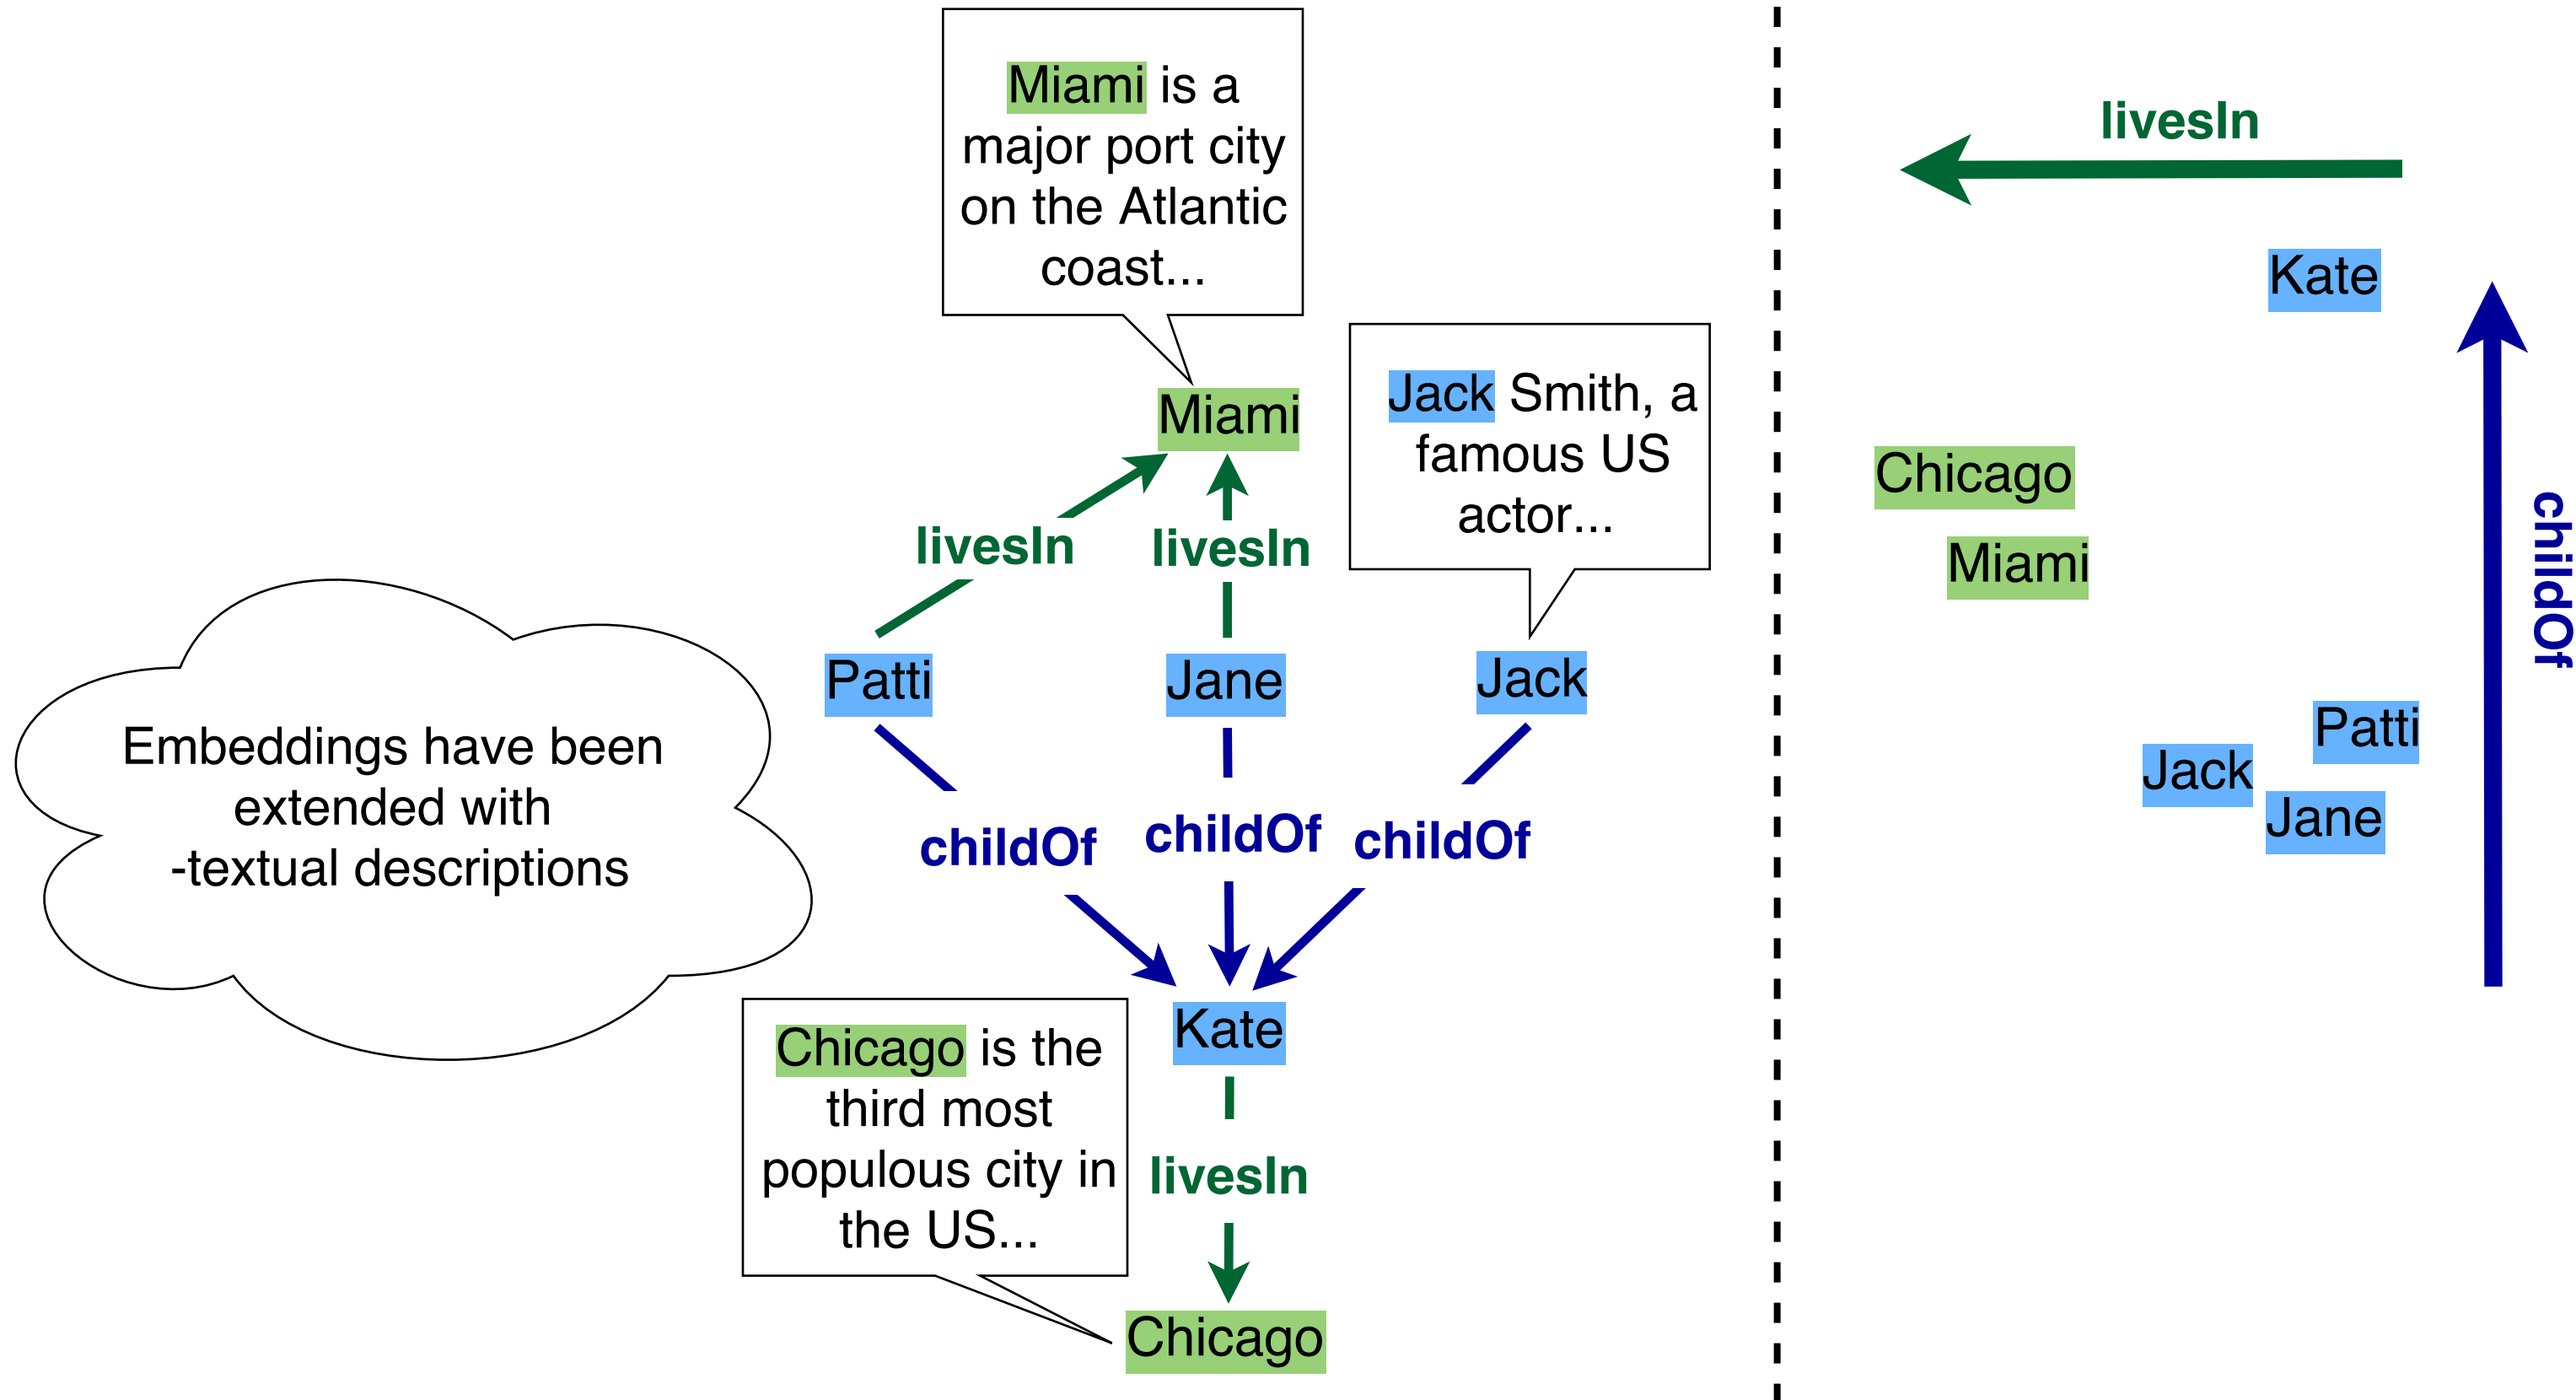 Miami is a
major port city
on the Atlantic
coast...
Miami
Jack Smith, a
famous US
actor...
livesIn
livesIn
Patti
Jane
Jack
Embeddings have been
extended with
-textual descriptions
childOf
childOf
childOf
Kate
Chicago is the
third most
populous city in
the US...
livesIn
Chicago
livesIn
Kate
Chicago
Miami
childOf
Patti
Jack
Jane